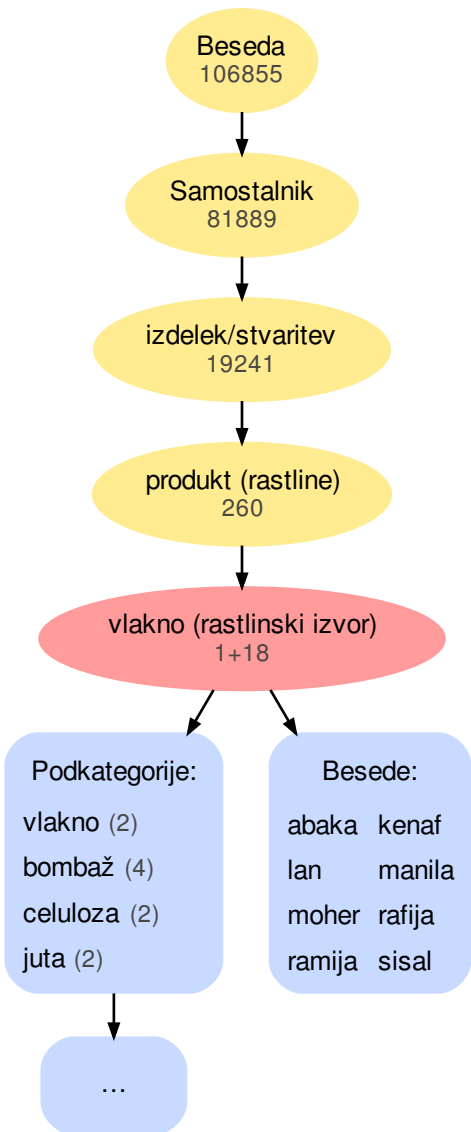 Beseda
106855
Samostalnik
81889
izdelek/stvaritev
19241
produkt (rastline)
260
vlakno (rastlinski izvor)
1+18
Podkategorije:
vlakno (2)
bombaž (4)
celuloza (2)
juta (2)
Besede:
abaka kenaf
lan manila
moher rafija
ramija sisal
...